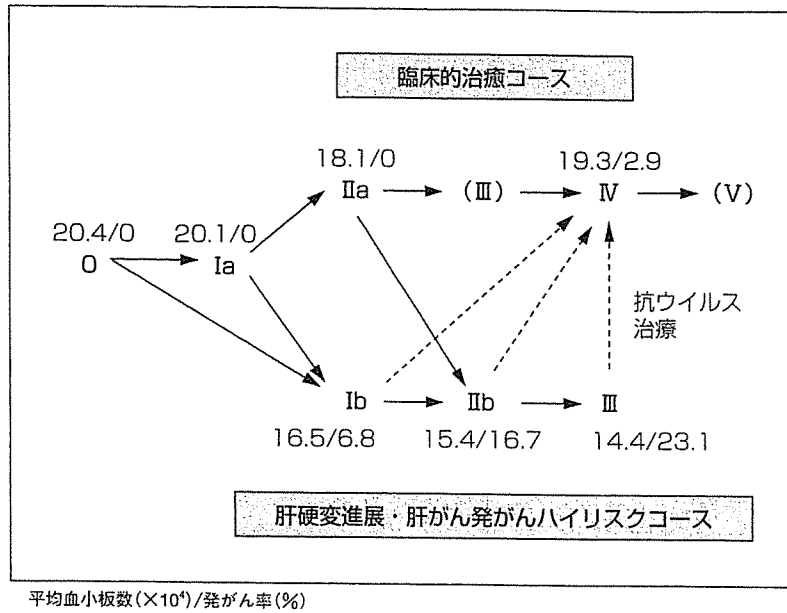 臨床的治癒コース
18.1/0
19.3/2.9
Ⅱa
(Ⅲ)
Ⅳ
(Ⅴ)
20.4/0
20.1/0
0
Ⅰa
抗ウイルス
治療
Ⅰb
Ⅱb
Ⅲ
16.5/6.8
15.4/16.7
14.4/23.1
肝硬変進展・肝がん発がんハイリスクコース
平均血小板数(×10⁴)/発がん率(%)